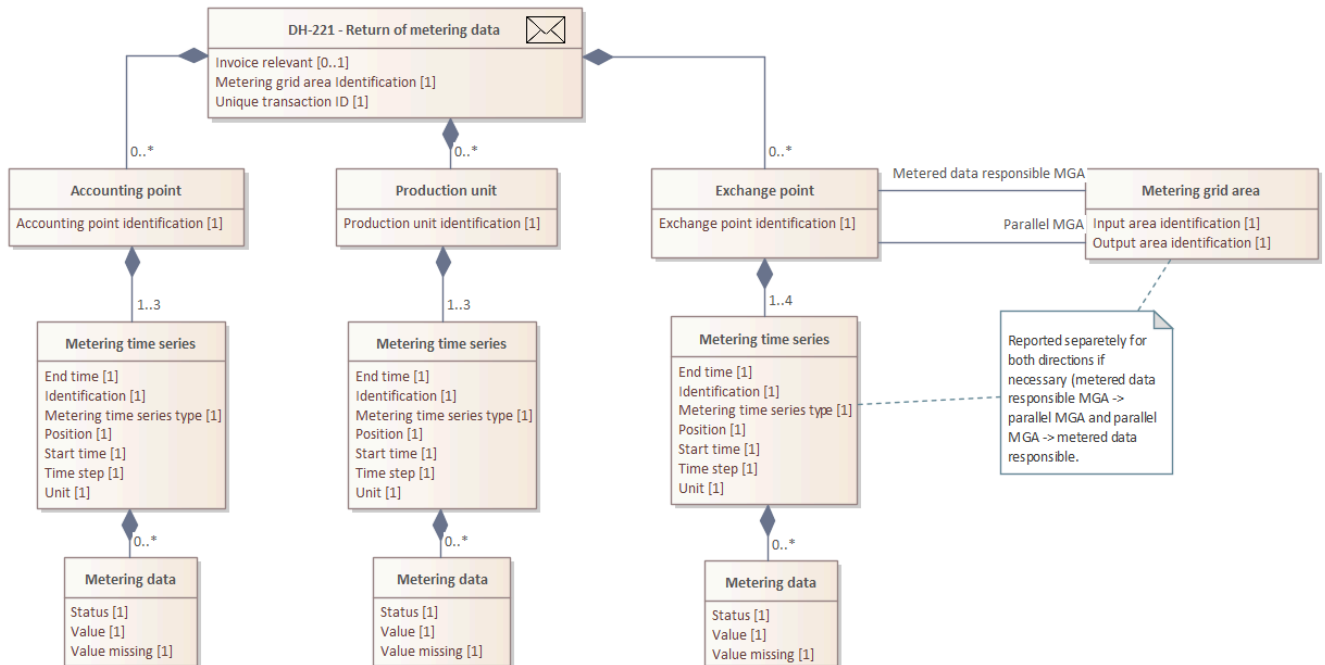 DH-221 - Return of metering data
Invoice relevant [0..1]
Metering grid area Identification [1]
Unique transaction ID [1]
0..*
0..*
0..*
Accounting point
Accounting point identification [1]
Production unit
Production unit identification [1]
Exchange point
Exchange point identification [1]
Metered data responsible MGA
Parallel MGA
Metering grid area
Input area identification [1]
Output area identification [1]
1..3
1..3
1..4
Metering time series
End time [1]
Identification [1]
Metering time series type [1]
Position [1]
Start time [1]
Time step [1]
Unit [1]
Metering time series
End time [1]
Identification [1]
Metering time series type [1]
Position [1]
Start time [1]
Time step [1]
Unit [1]
Metering time series
End time [1]
Identification [1]
Metering time series type [1]
Position [1]
Start time [1]
Time step [1]
Unit [1]
Reported separetely for
both directions if
necessary (metered data
responsible MGA ->
parallel MGA and parallel
MGA -> metered data
responsible.
0..*
0..*
0..*
Metering data
Status [1]
Value [1]
Value missing [1]
Metering data
Status [1]
Value [1]
Value missing [1]
Metering data
Status [1]
Value [1]
Value missing [1]